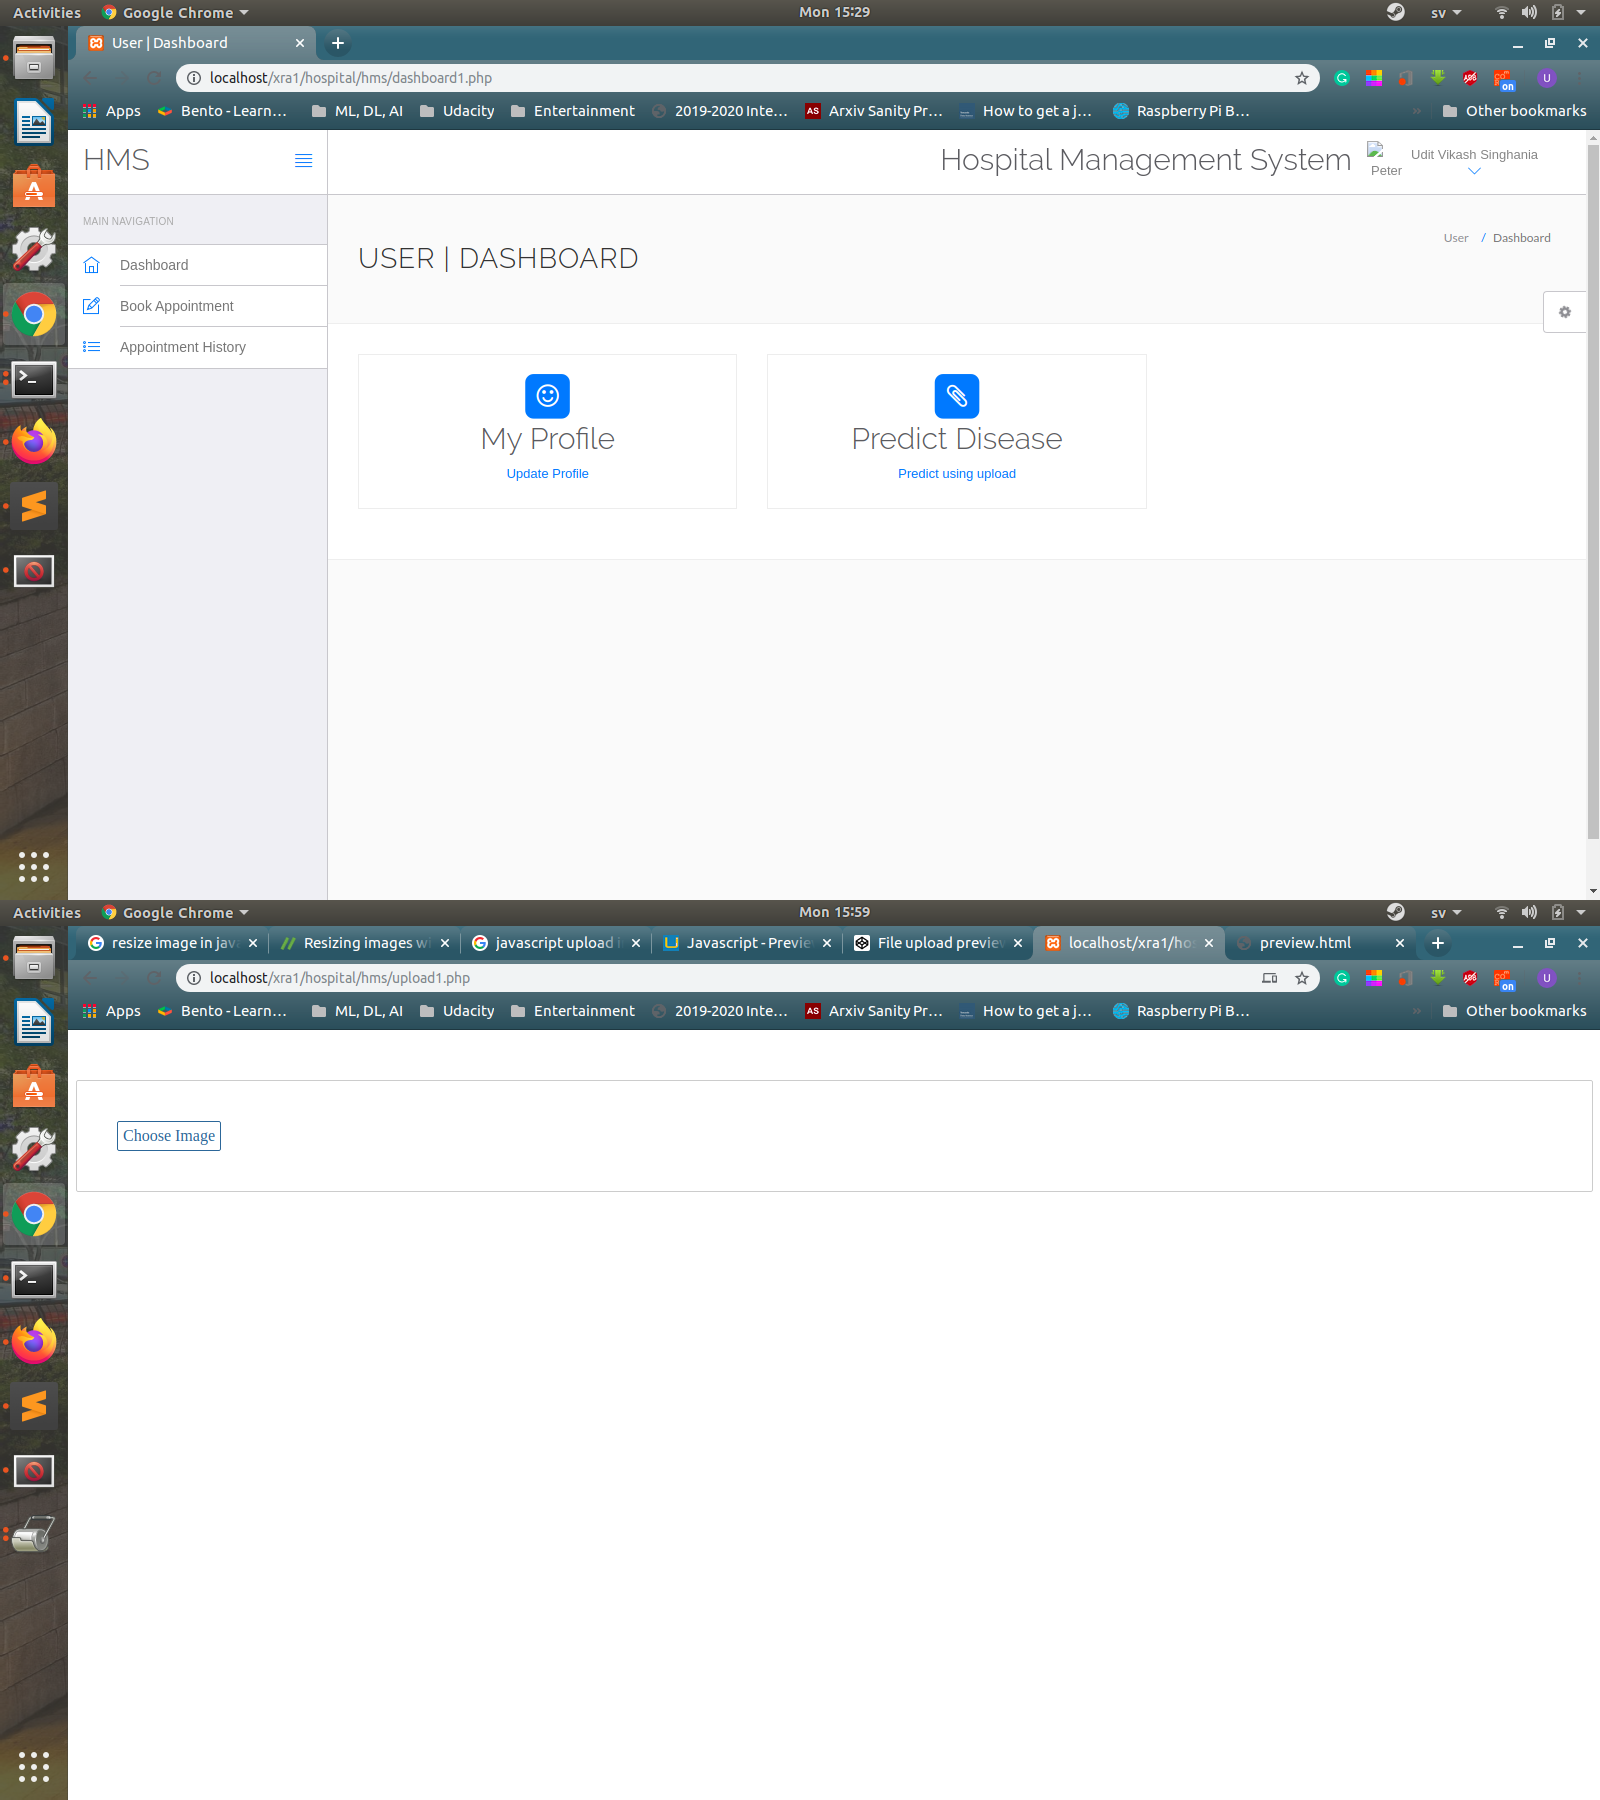 Activities Google Chrome Mon 15:29 sv
User | Dashboard
localhost/xra1/hospital/hms/dashboard1.php
Apps Bento - Learn… ML, DL, AI Udacity Entertainment 2019-2020 Inte… Arxiv Sanity Pr… How to get a j… Raspberry Pi B… Other bookmarks
HMS
Hospital Management System Peter Udit Vikash Singhania
MAIN NAVIGATION
Dashboard
Book Appointment
Appointment History
USER | DASHBOARD
User / Dashboard
My Profile
Update Profile
Predict Disease
Predict using upload
Activities Google Chrome Mon 15:59 sv
resize image in jav Resizing images w javascript upload i Javascript - Previe File upload preview localhost/xra1/hos preview.html
localhost/xra1/hospital/hms/upload1.php
Apps Bento - Learn… ML, DL, AI Udacity Entertainment 2019-2020 Inte… Arxiv Sanity Pr… How to get a j… Raspberry Pi B… Other bookmarks
Choose Image